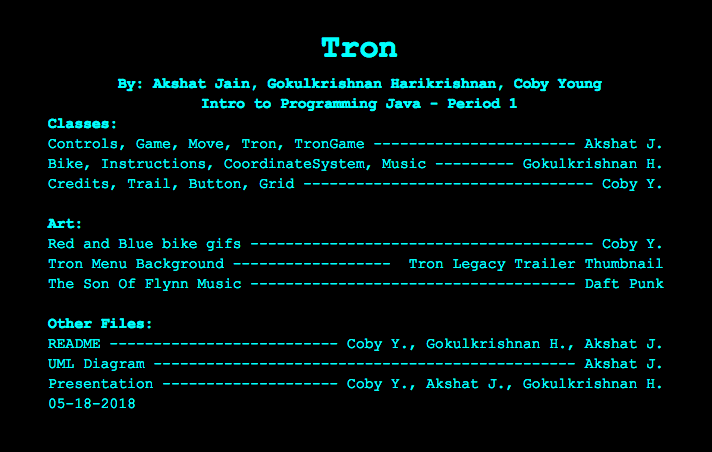 Tron
By: Akshat Jain, Gokulkrishnan Harikrishnan, Coby Young
Intro to Programming Java - Period 1
Classes:
Controls, Game, Move, Tron, TronGame ----------------------- Akshat J.
Bike, Instructions, CoordinateSystem, Music --------- Gokulkrishnan H.
Credits, Trail, Button, Grid --------------------------------- Coby Y.
Art:
Red and Blue bike gifs --------------------------------------- Coby Y.
Tron Menu Background ------------------  Tron Legacy Trailer Thumbnail
The Son Of Flynn Music ------------------------------------- Daft Punk
Other Files:
README -------------------------- Coby Y., Gokulkrishnan H., Akshat J.
UML Diagram ------------------------------------------------ Akshat J.
Presentation -------------------- Coby Y., Akshat J., Gokulkrishnan H.
05-18-2018